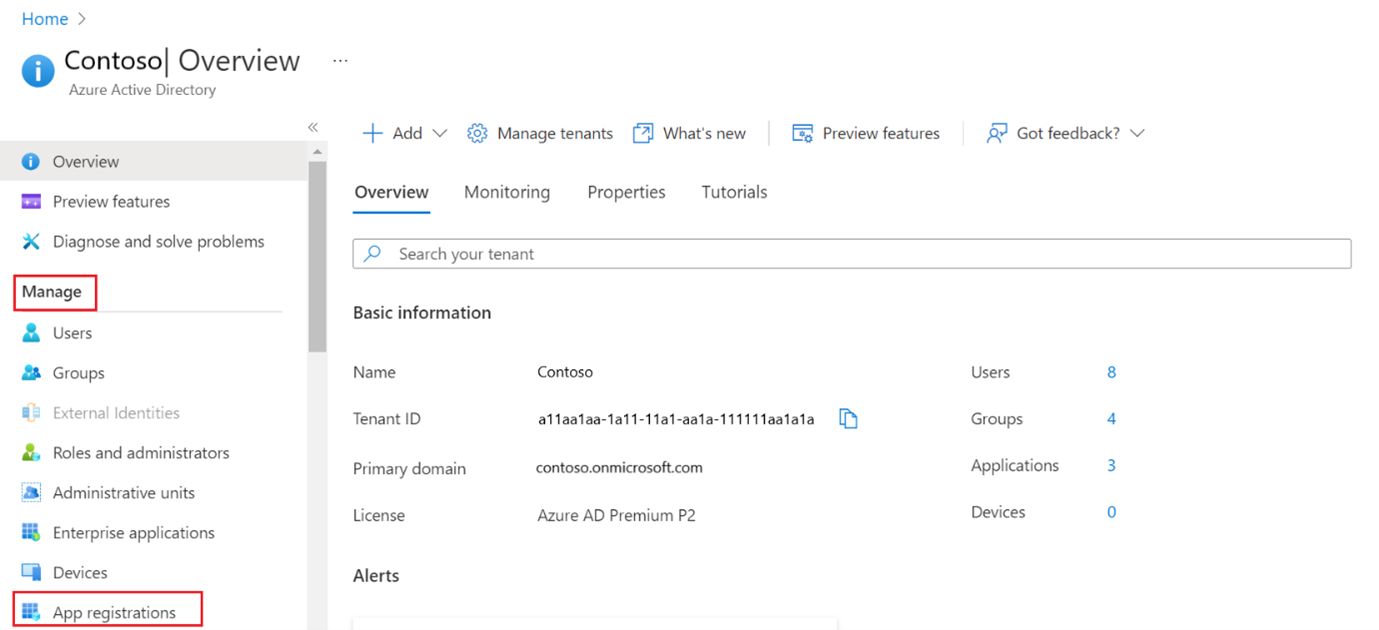 Home >
Contoso| Overview ...
Azure Active Directory
«
Overview
Preview features
Diagnose and solve problems
Manage
Users
Groups
External Identities
Roles and administrators
Administrative units
Enterprise applications
Devices
App registrations
Add Manage tenants What's new Preview features Got feedback?
Overview Monitoring Properties Tutorials
Search your tenant
Basic information
Name Contoso Users 8
Tenant ID a11aa1aa-1a11-11a1-aa1a-111111aa1a1a Groups 4
Primary domain contoso.onmicrosoft.com Applications 3
License Azure AD Premium P2 Devices 0
Alerts